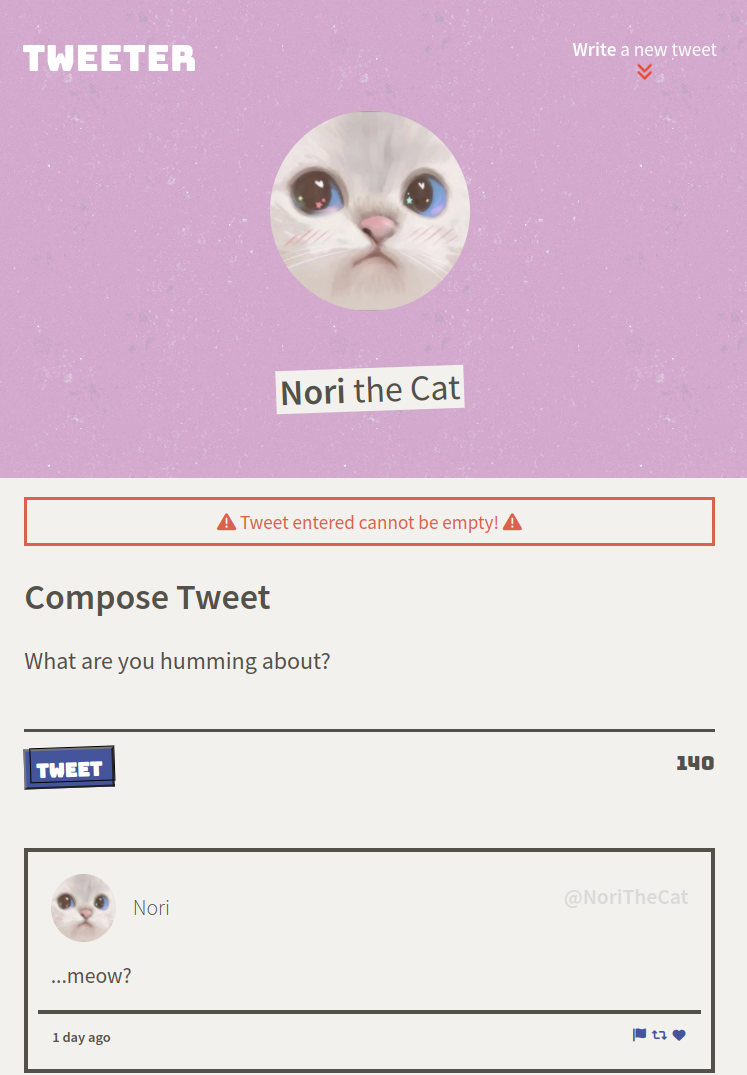 TWEETER
Write a new tweet
Nori the Cat
Tweet entered cannot be empty!
Compose Tweet
What are you humming about?
TWEET
140
Nori
@NoriTheCat
...meow?
1 day ago